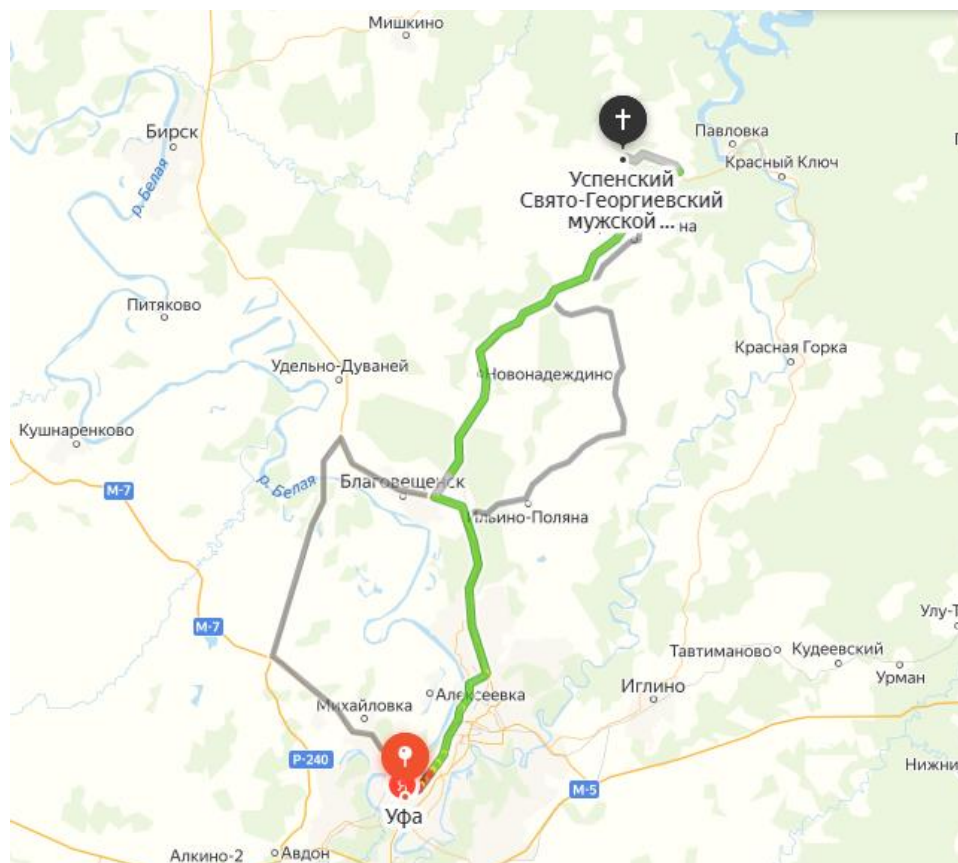 Мишкино
Бирск
р. Белая
Павловка
Красный Ключ
Успенский
Свято-Георгиевский
мужской ...
на
Питяково
Красная Горка
Удельно-Дуваней
Новонадеждино
Кушнаренково
М-7
р. Белая
Благовещенск
Ильино-Поляна
М-7
Улу-Т
Тавтиманово
Кудеевский
Урман
Иглино
Алексеевка
Михайловка
Р-240
М-5
Нижни
Уфа
Алкино-2
Авдон